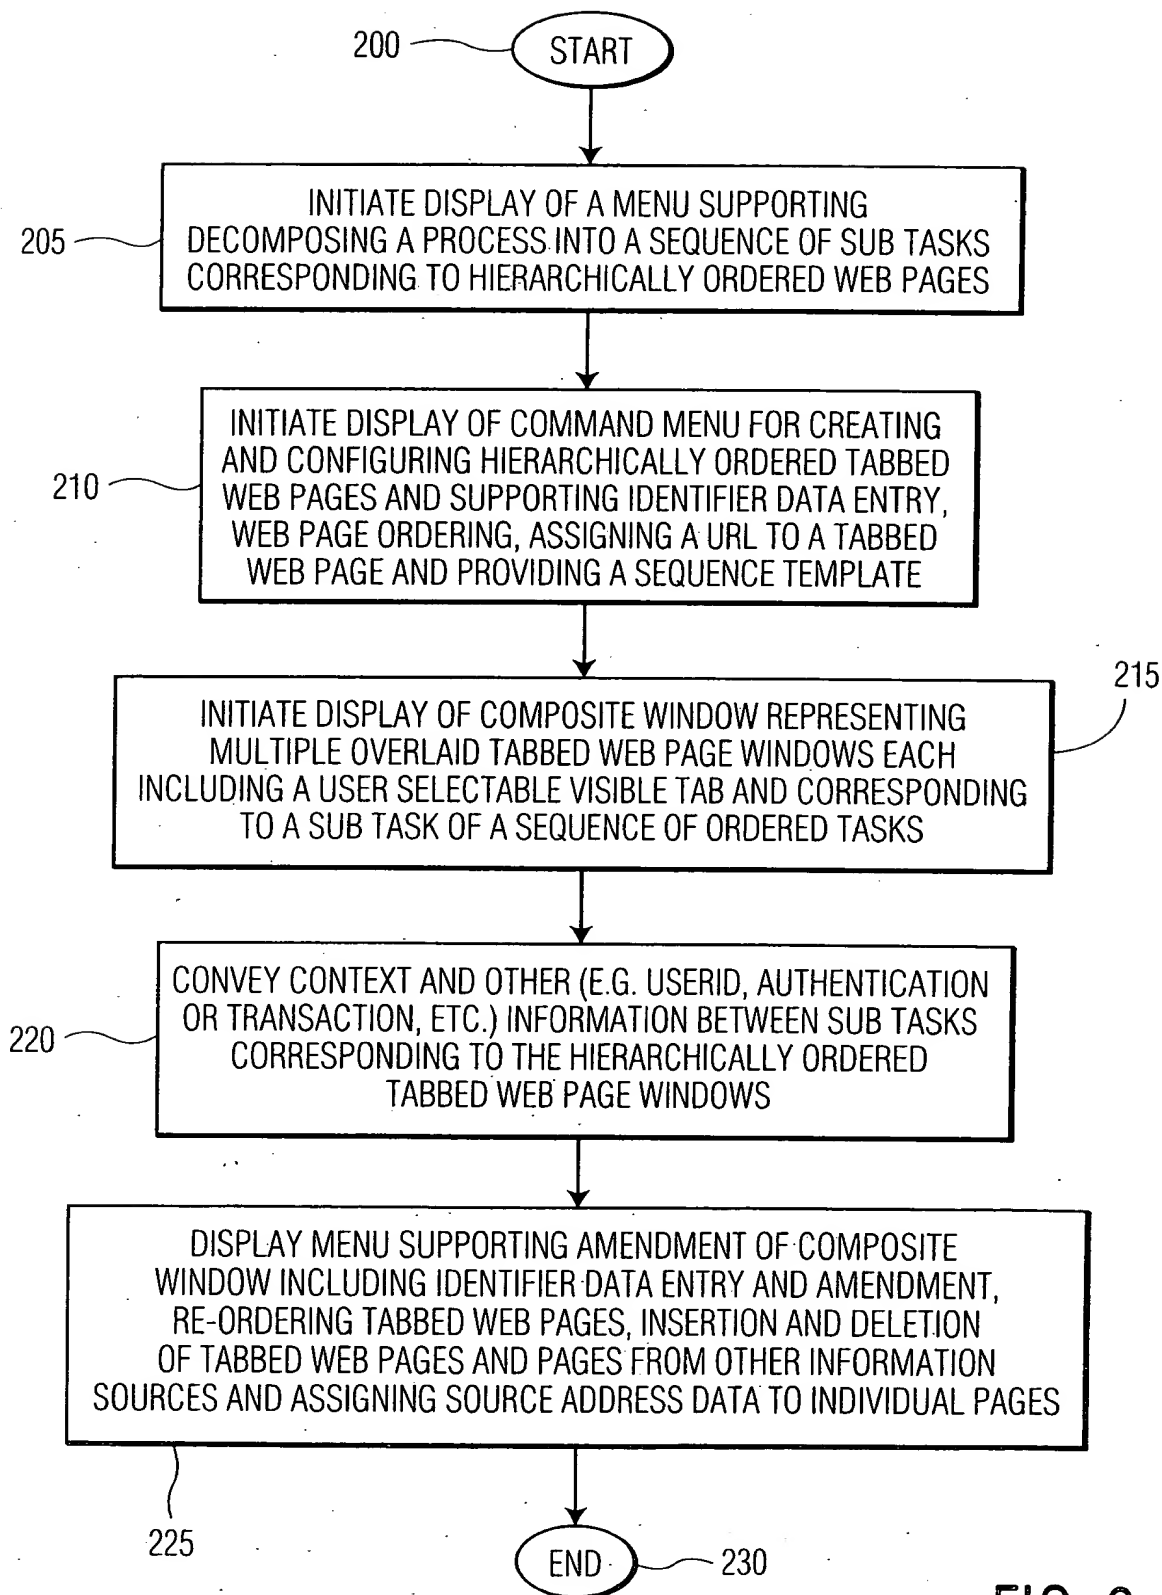 200
START
INITIATE DISPLAY OF A MENU SUPPORTING
DECOMPOSING A PROCESS INTO A SEQUENCE OF SUB TASKS
CORRESPONDING TO HIERARCHICALLY ORDERED WEB PAGES
205
INITIATE DISPLAY OF COMMAND MENU FOR CREATING
AND CONFIGURING HIERARCHICALLY ORDERED TABBED
WEB PAGES AND SUPPORTING IDENTIFIER DATA ENTRY,
WEB PAGE ORDERING, ASSIGNING A URL TO A TABBED
WEB PAGE AND PROVIDING A SEQUENCE TEMPLATE
210
215
INITIATE DISPLAY OF COMPOSITE WINDOW REPRESENTING
MULTIPLE OVERLAID TABBED WEB PAGE WINDOWS EACH
INCLUDING A USER SELECTABLE VISIBLE TAB AND CORRESPONDING
TO A SUB TASK OF A SEQUENCE OF ORDERED TASKS
CONVEY CONTEXT AND OTHER (E.G. USERID, AUTHENTICATION
OR TRANSACTION, ETC.) INFORMATION BETWEEN SUB TASKS
CORRESPONDING TO THE HIERARCHICALLY ORDERED
TABBED WEB PAGE WINDOWS
220
DISPLAY MENU SUPPORTING AMENDMENT OF COMPOSITE
WINDOW INCLUDING IDENTIFIER DATA ENTRY AND AMENDMENT,
RE-ORDERING TABBED WEB PAGES, INSERTION AND DELETION
OF TABBED WEB PAGES AND PAGES FROM OTHER INFORMATION
SOURCES AND ASSIGNING SOURCE ADDRESS DATA TO INDIVIDUAL PAGES
225
END
230